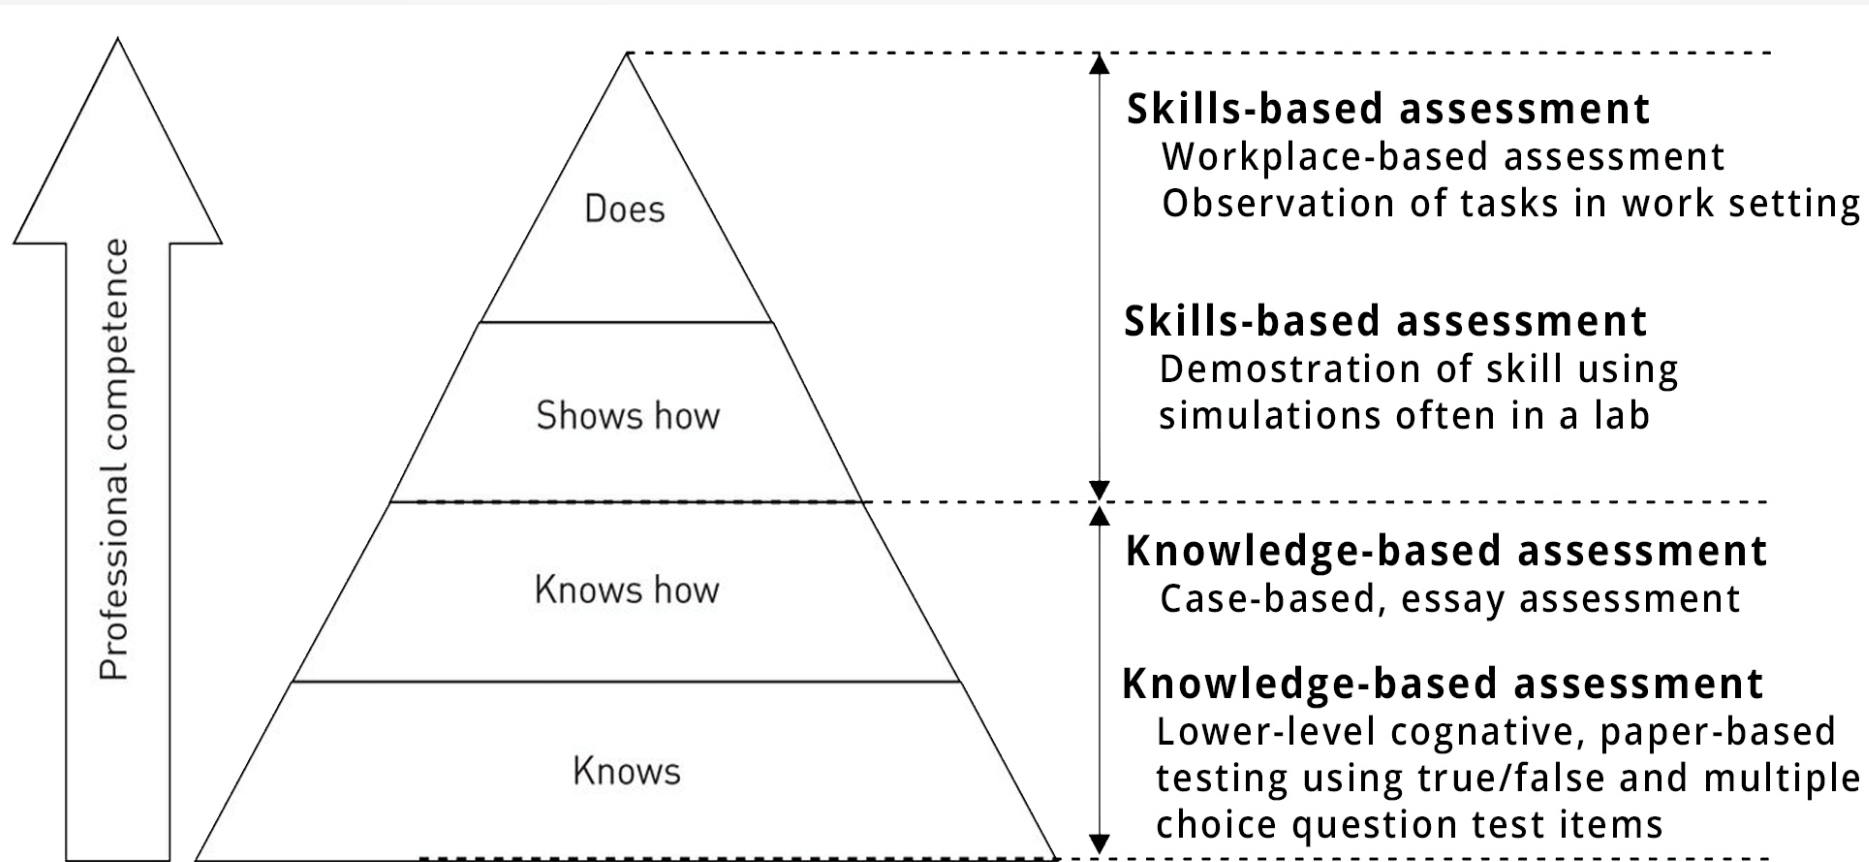 Professional competence
Does
Shows how
Knows how
Knows
Skills-based assessment
Workplace-based assessment
Observation of tasks in work setting
Skills-based assessment
Demostration of skill using
simulations often in a lab
Knowledge-based assessment
Case-based, essay assessment
Knowledge-based assessment
Lower-level cognative, paper-based
testing using true/false and multiple
choice question test items